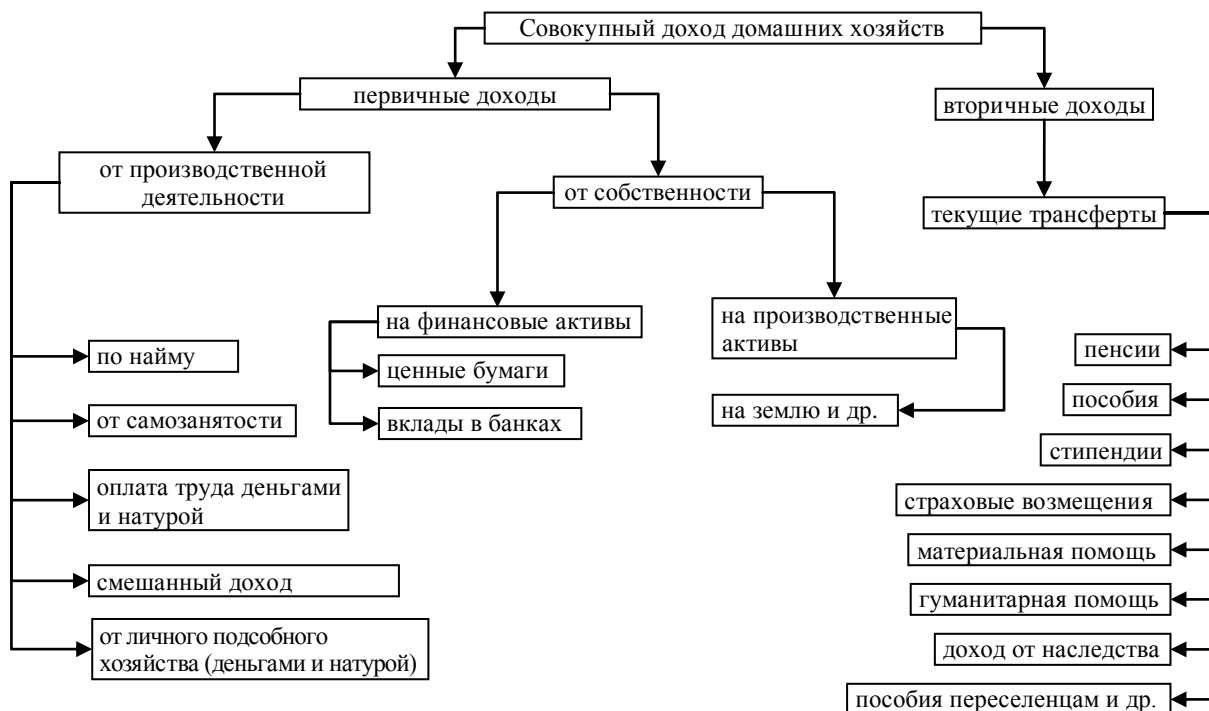 Совокупный доход домашних хозяйств
первичные доходы
вторичные доходы
от производственной
деятельности
от собственности
текущие трансферты
на финансовые активы
ценные бумаги
вклады в банках
на производственные
активы
на землю и др.
по найму
от самозанятости
оплата труда деньгами
и натурой
смешанный доход
от личного подсобного
хозяйства (деньгами и натурой)
пенсии
пособия
стипендии
страховые возмещения
материальная помощь
гуманитарная помощь
доход от наследства
пособия переселенцам и др.